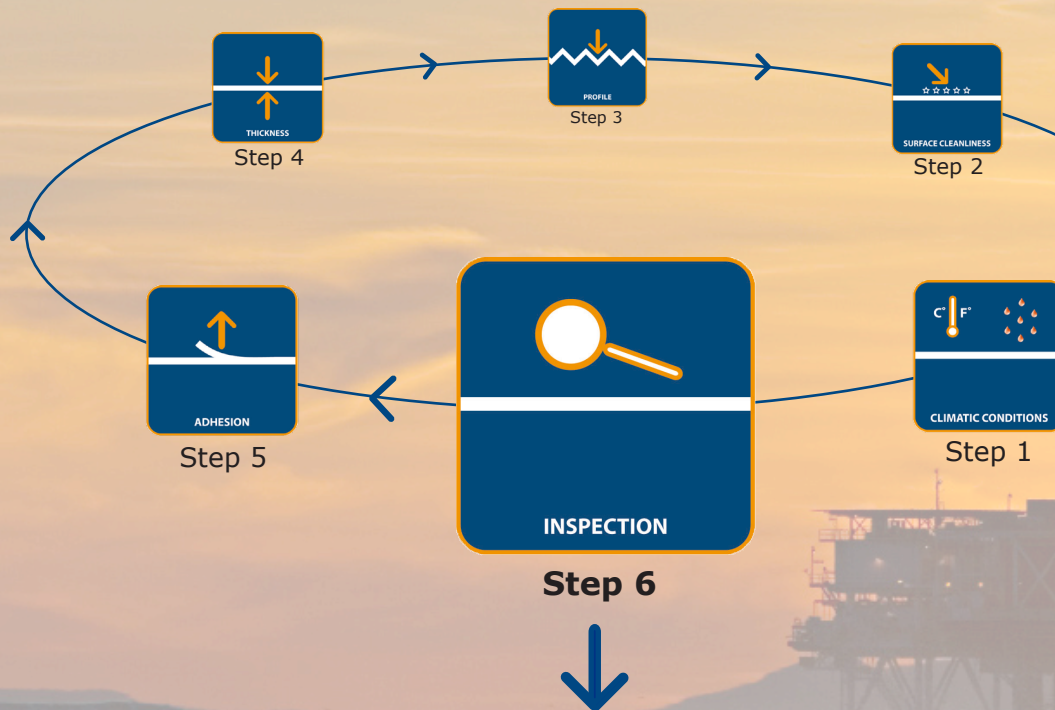 THICKNESS
Step 4
PROFILE
Step 3
SURFACE CLEANLINESS
Step 2
ADHESION
Step 5
INSPECTION
Step 6
C° F°
CLIMATIC CONDITIONS
Step 1